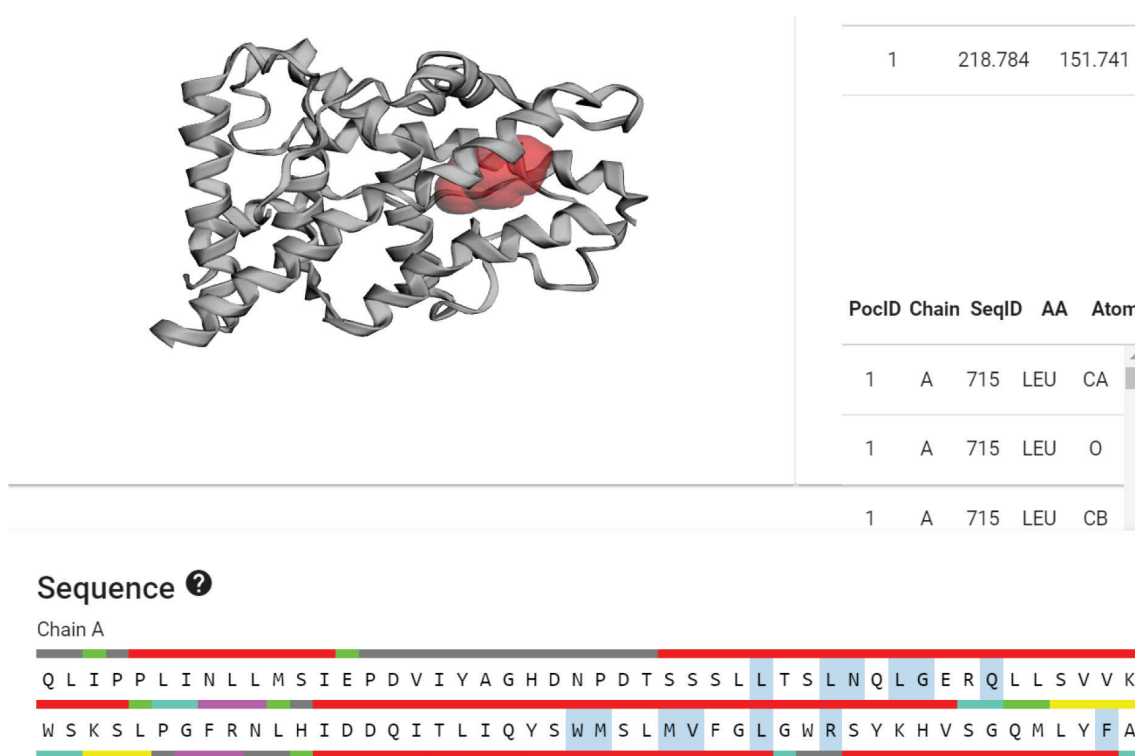 1 218.784 151.741
PocID Chain SeqID AA Atom
1 A 715 LEU CA
1 A 715 LEU O
1 A 715 LEU CB
Sequence ?
Chain A
Q L I P P L I N L L M S I E P D V I Y A G H D N P D T S S S L L T S L N Q L G E R Q L L S V V K
W S K S L P G F R N L H I D D Q I T L I Q Y S W M S L M V F G L G W R S Y K H V S G Q M L Y F A